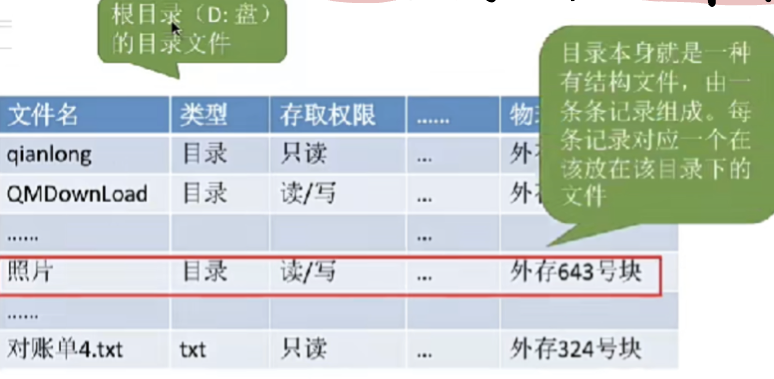 根目录（D: 盘）
的目录文件
目录本身就是一种
有结构文件，由一
条条记录组成。每
条记录对应一个在
该放在该目录下的
文件
文件名 类型 存取权限 ...... 物
qianlong 目录 只读 ... 外
QMDownLoad 目录 读/写 ... 外
...... ...
照片 目录 读/写 ... 外存643号块
......
对账单4.txt txt 只读 ... 外存324号块